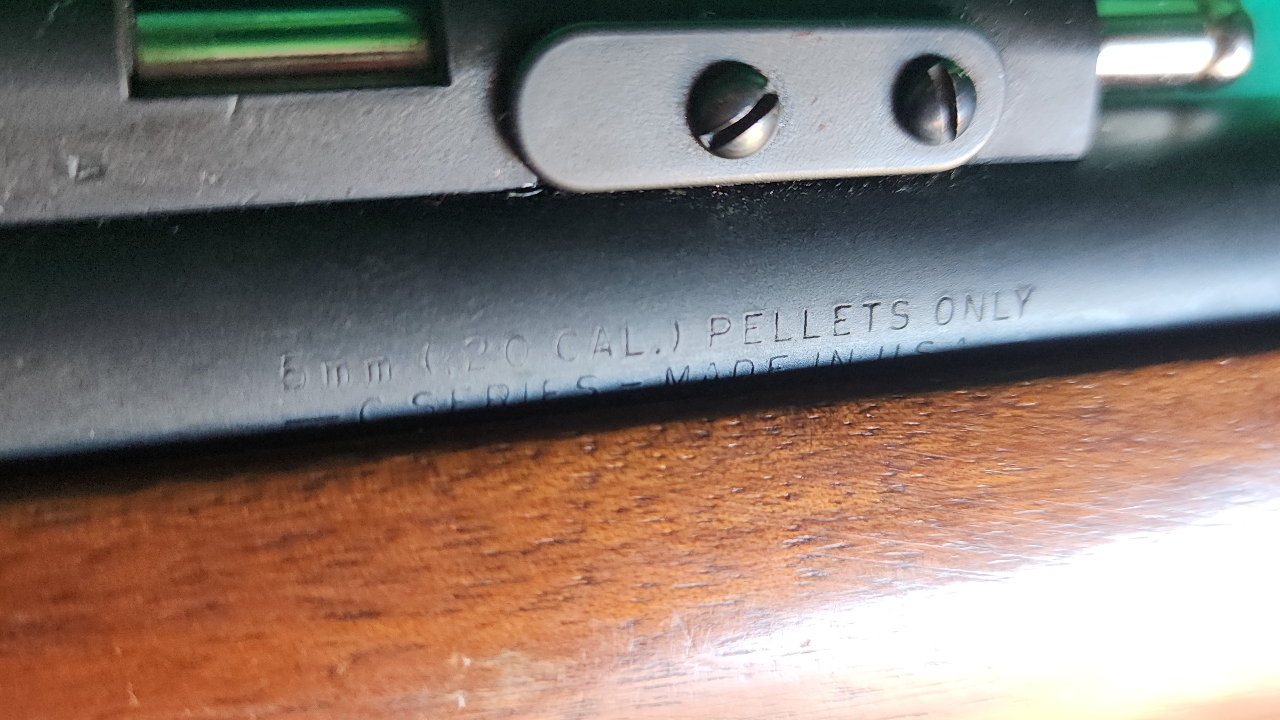 5mm (.20 CAL.) PELLETS ONLY
C SERIES - MADE IN USA